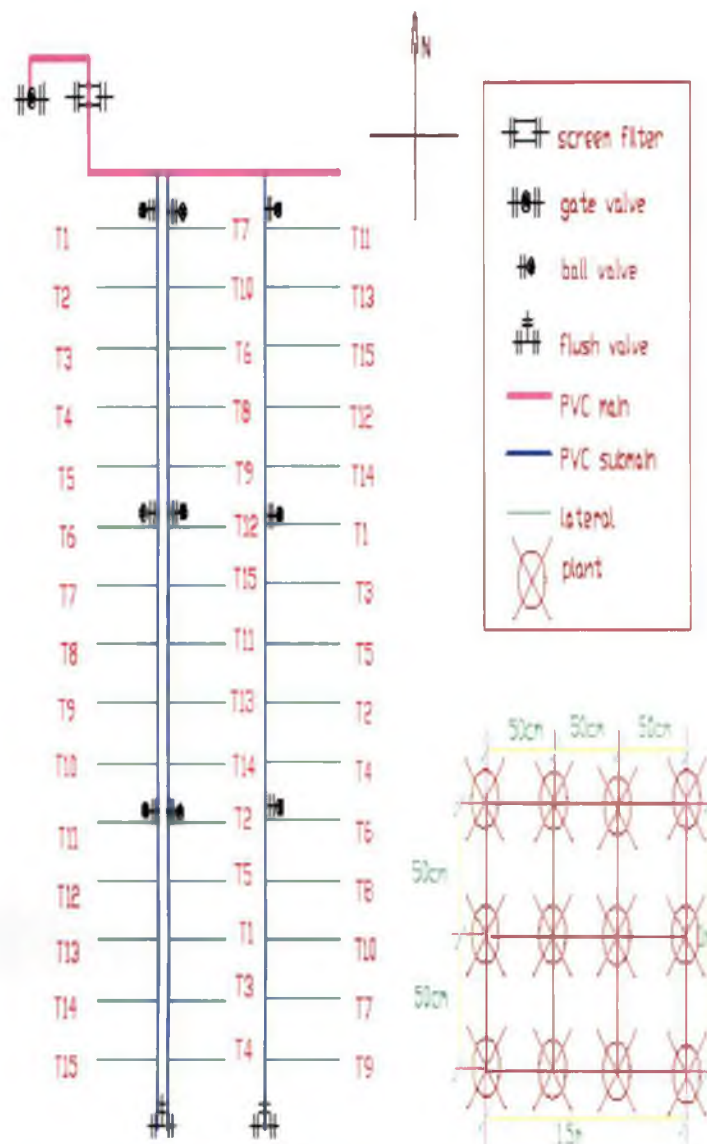 N
screen filter
gate valve
ball valve
flush valve
PVC main
PVC submain
lateral
plant
T1 T7 T11
T2 T10 T13
T3 T6 T15
T4 T8 T12
T5 T9 T14
T6 T12 T1
T7 T15 T3
T8 T11 T5
T9 T13 T2
T10 T14 T4
T11 T2 T6
T12 T5 T8
T13 T1 T10
T14 T3 T7
T15 T4 T9
50cm 50cm 50cm
50cm
50cm
1.5m